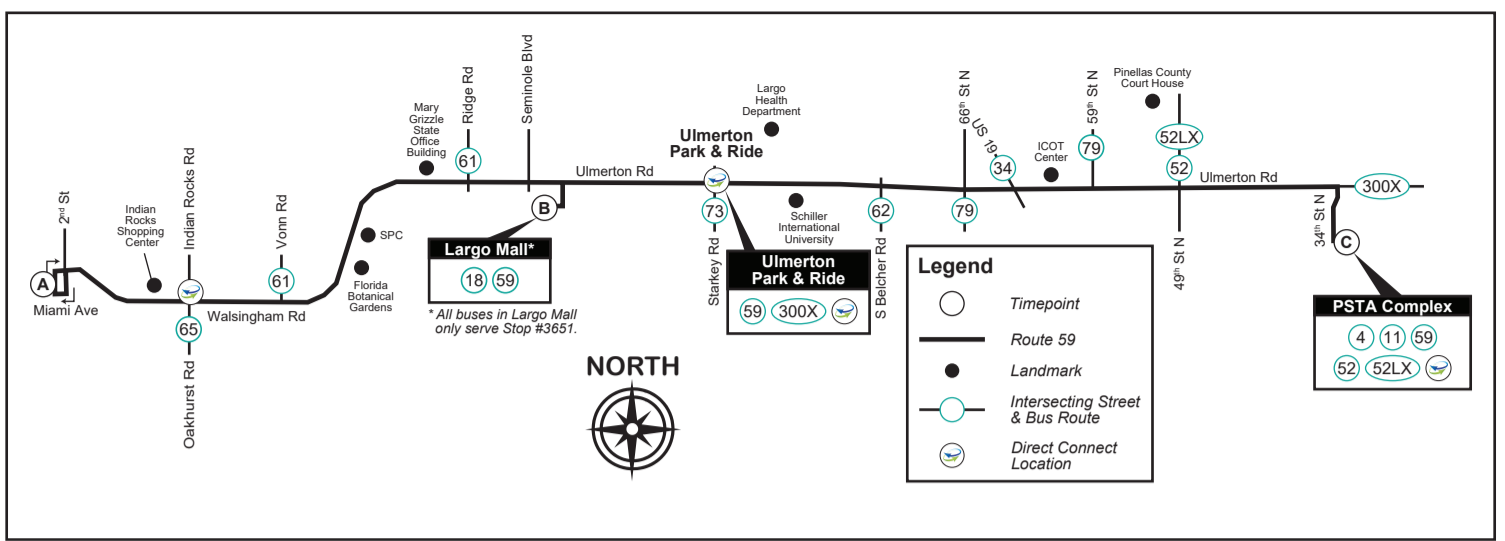 A
Miami Ave
2nd St
Indian
Rocks
Shopping
Center
Indian Rocks Rd
65
Oakhurst Rd
Walsingham Rd
Vonn Rd
61
SPC
Florida
Botanical
Gardens
Mary
Grizzle
State
Office
Building
Ridge Rd
61
Seminole Blvd
B
Largo Mall*
18
59
* All buses in Largo Mall
only serve Stop #3651.
Ulmerton Rd
Ulmerton
Park & Ride
73
Starkey Rd
Largo
Health
Department
Schiller
International
University
Ulmerton
Park & Ride
59
300X
62
S Belcher Rd
66th St N
79
US 19
34
ICOT
Center
59th St N
79
Pinellas County
Court House
52LX
52
49th St N
Ulmerton Rd
300X
34th St N
C
PSTA Complex
4
11
59
52
52LX
NORTH
Legend
Timepoint
Route 59
Landmark
Intersecting Street
& Bus Route
Direct Connect
Location